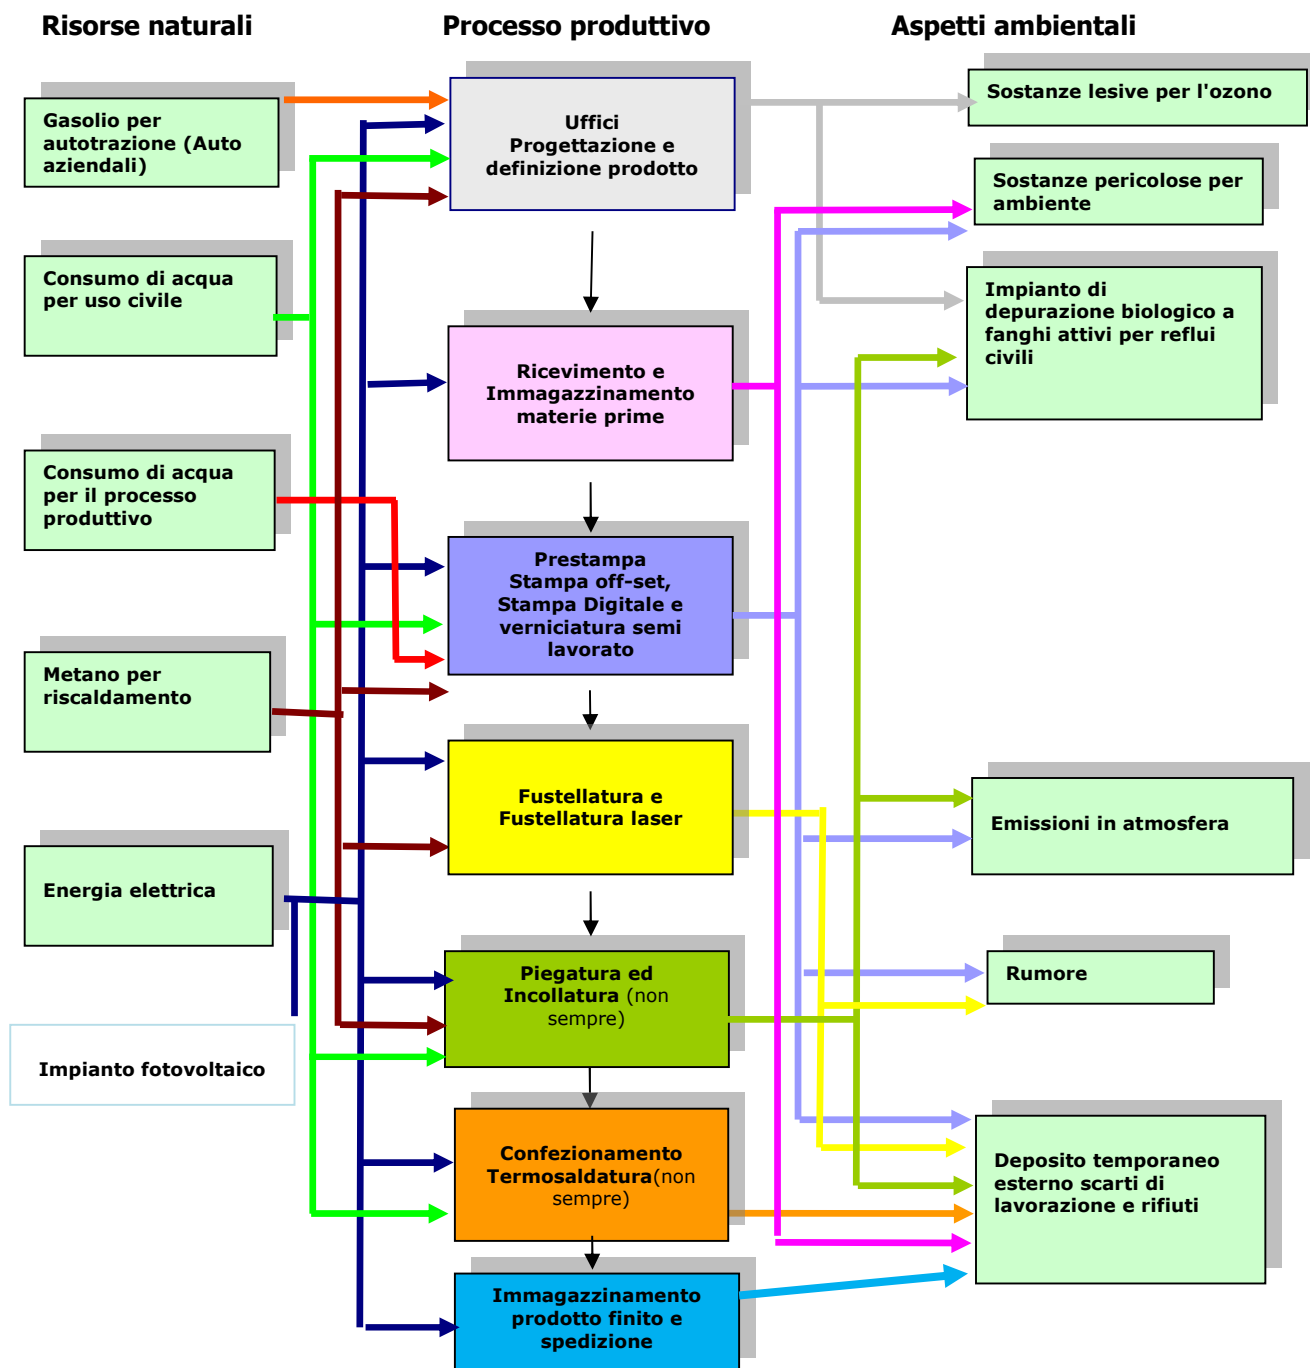 Risorse naturali
Processo produttivo
Aspetti ambientali
Gasolio per
autotrazione (Auto
aziendali)
Consumo di acqua
per uso civile
Consumo di acqua
per il processo
produttivo
Metano per
riscaldamento
Energia elettrica
Impianto fotovoltaico
Uffici
Progettazione e
definizione prodotto
Ricevimento e
Immagazzinamento
materie prime
Prestampa
Stampa off-set,
Stampa Digitale e
verniciatura semi
lavorato
Fustellatura e
Fustellatura laser
Piegatura ed
Incollatura (non
sempre)
Confezionamento
Termosaldatura(non
sempre)
Immagazzinamento
prodotto finito e
spedizione
Sostanze lesive per l'ozono
Sostanze pericolose per
ambiente
Impianto di
depurazione biologico a
fanghi attivi per reflui
civili
Emissioni in atmosfera
Rumore
Deposito temporaneo
esterno scarti di
lavorazione e rifiuti